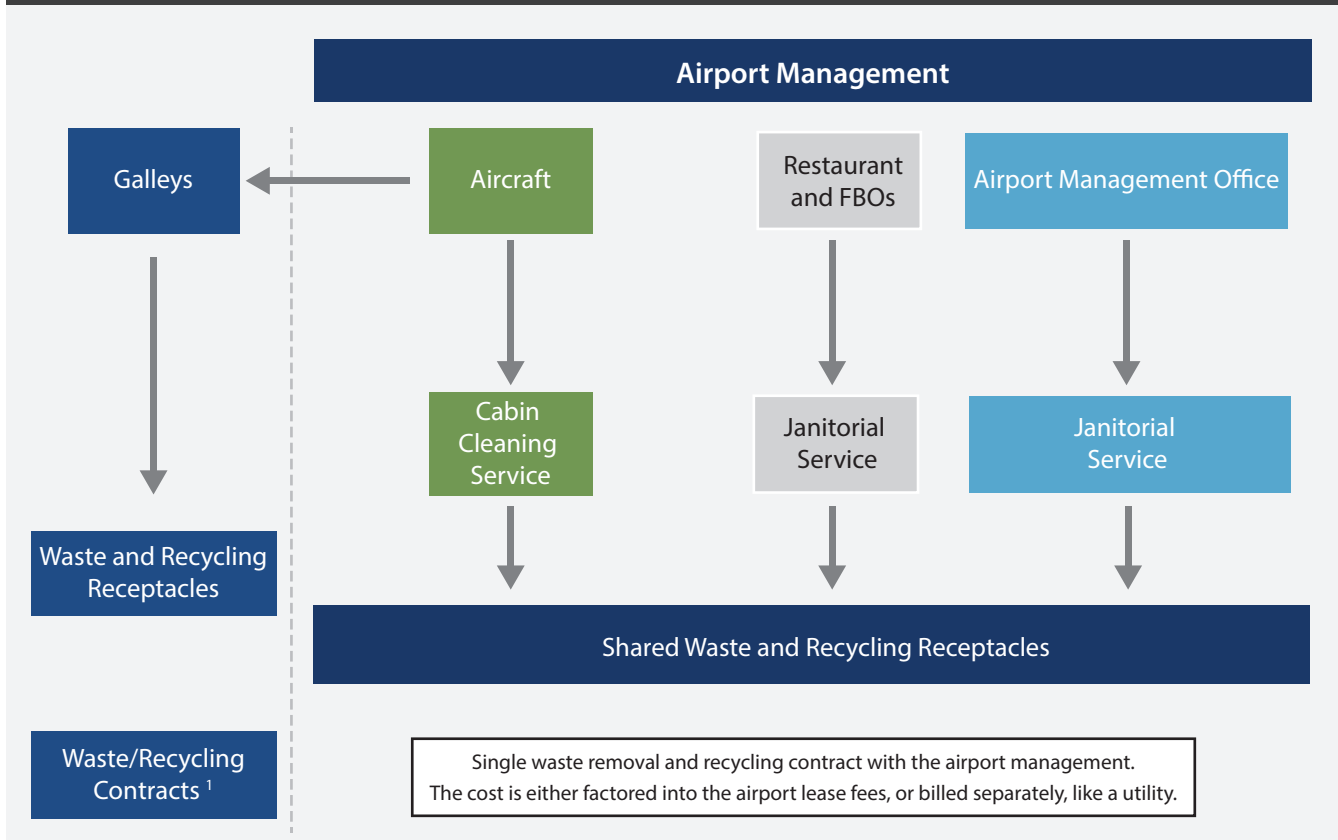 Airport Management
Galleys
Aircraft
Restaurant
and FBOs
Airport Management Office
Cabin
Cleaning
Service
Janitorial
Service
Janitorial
Service
Waste and Recycling
Receptacles
Shared Waste and Recycling Receptacles
Waste/Recycling
Contracts 1
Single waste removal and recycling contract with the airport management.
The cost is either factored into the airport lease fees, or billed separately, like a utility.